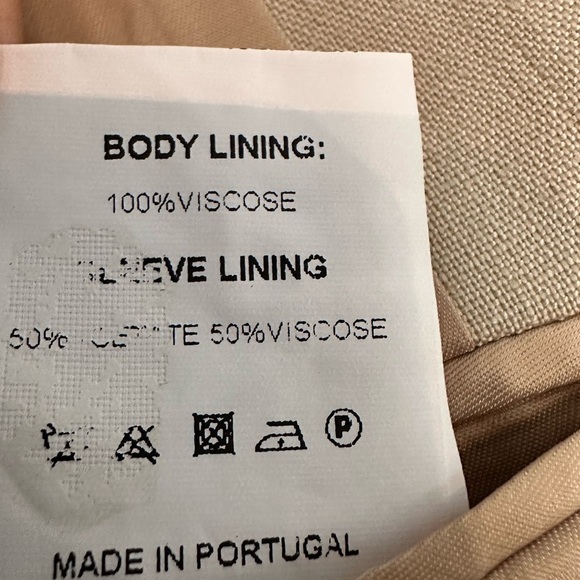 BODY LINING:
100%VISCOSE
LINING
50% 50%VISCOSE
P
MADE IN PORTUGAL